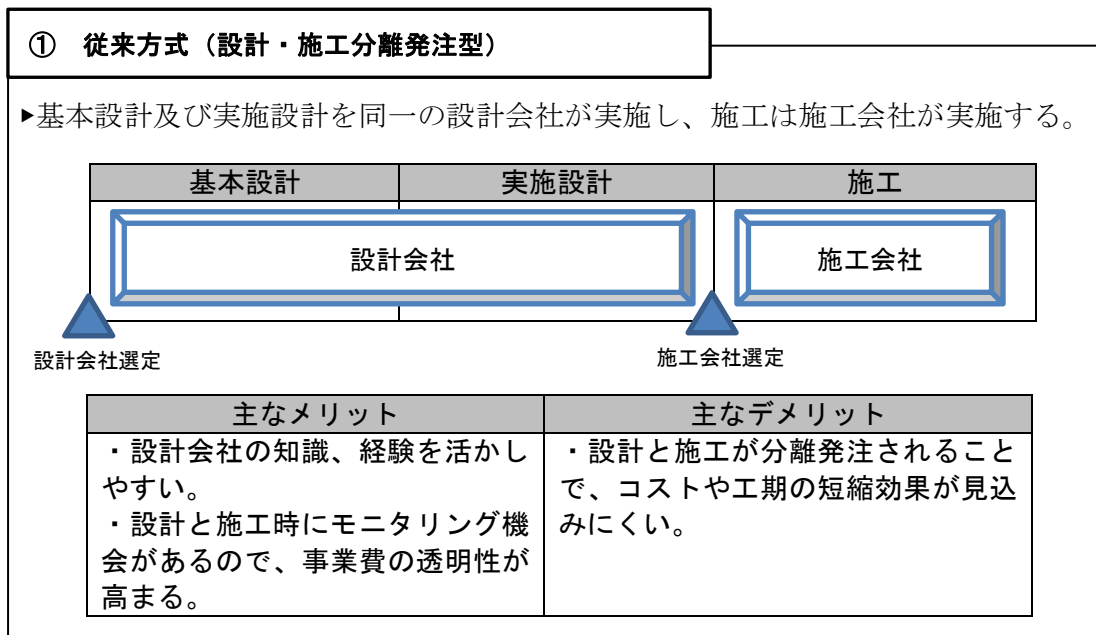 ① 従来方式(設計・施工分離発注型)
▶基本設計及び実施設計を同一の設計会社が実施し、施工は施工会社が実施する。
基本設計 実施設計 施工
設計会社 施工会社
設計会社選定 施工会社選定
主なメリット 主なデメリット
・設計会社の知識、経験を活かし
やすい。
・設計と施工時にモニタリング機
会があるので、事業費の透明性が
高まる。
・設計と施工が分離発注されること
で、コストや工期の短縮効果が見込
みにくい。